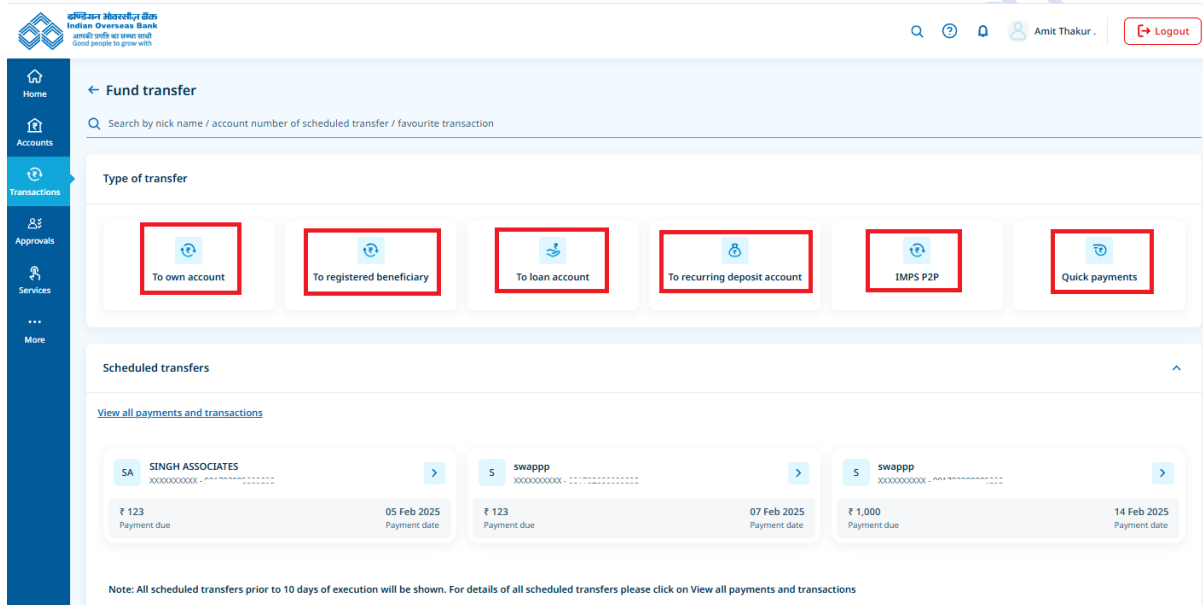 इण्डियन ओवरसीज़ बैंक
Indian Overseas Bank
आपकी प्रगति का सच्चा साथी
Good people to grow with
Amit Thakur .
Logout
Home
Accounts
Transactions
Approvals
Services
More
Fund transfer
Search by nick name / account number of scheduled transfer / favourite transaction
Type of transfer
To own account
To registered beneficiary
To loan account
To recurring deposit account
IMPS P2P
Quick payments
Scheduled transfers
View all payments and transactions
SA
SINGH ASSOCIATES
XXXXXXXXXX -
₹ 123
05 Feb 2025
Payment due
Payment date
S
swappp
XXXXXXXXXX -
₹ 123
07 Feb 2025
Payment due
Payment date
S
swappp
XXXXXXXXXX -
₹ 1,000
14 Feb 2025
Payment due
Payment date
Note: All scheduled transfers prior to 10 days of execution will be shown. For details of all scheduled transfers please click on View all payments and transactions